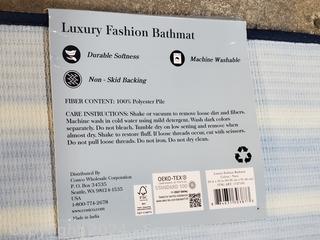 Luxury Fashion Bathmat
Durable Softness
Machine Washable
Non - Skid Backing
FIBER CONTENT: 100% Polyester Pile
CARE INSTRUCTIONS: Shake or vacuum to remove loose dirt and fibers.
Machine wash in cold water using mild detergent. Wash dark colors
separately. Do not bleach. Tumble dry on low setting and remove when
almost dry. Shake to restore fluff. If loose threads occur, cut with scissors.
Do not pull loose threads. Do not iron. Do not dry clean.
Distributed By
Costco Wholesale Corporation
P. O. Box 34535
Seattle, WA 98124-1535
USA
1-800-774-2678
www.costco.com
Made in India
FSC
OEKO-TEX®
STANDARD 100
Luxury Fashion Bathmat